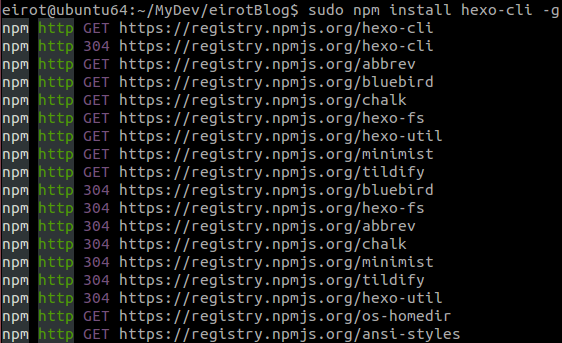 eirot@ubuntu64:~/MyDev/eirotBlog$ sudo npm install hexo-cli -g
npm http GET https://registry.npmjs.org/hexo-cli
npm http 304 https://registry.npmjs.org/hexo-cli
npm http GET https://registry.npmjs.org/abbrev
npm http GET https://registry.npmjs.org/bluebird
npm http GET https://registry.npmjs.org/chalk
npm http GET https://registry.npmjs.org/hexo-fs
npm http GET https://registry.npmjs.org/hexo-util
npm http GET https://registry.npmjs.org/minimist
npm http GET https://registry.npmjs.org/tildify
npm http 304 https://registry.npmjs.org/bluebird
npm http 304 https://registry.npmjs.org/hexo-fs
npm http 304 https://registry.npmjs.org/abbrev
npm http 304 https://registry.npmjs.org/chalk
npm http 304 https://registry.npmjs.org/minimist
npm http 304 https://registry.npmjs.org/tildify
npm http 304 https://registry.npmjs.org/hexo-util
npm http GET https://registry.npmjs.org/os-homedir
npm http GET https://registry.npmjs.org/ansi-styles